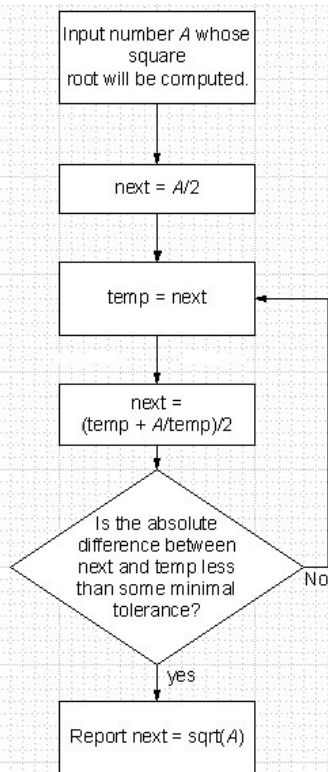 Input number A whose
square
root will be computed.
next = A/2
temp = next
next =
(temp + A/temp)/2
Is the absolute
difference between
next and temp less
than some minimal
tolerance?
No
yes
Report next = sqrt(A)